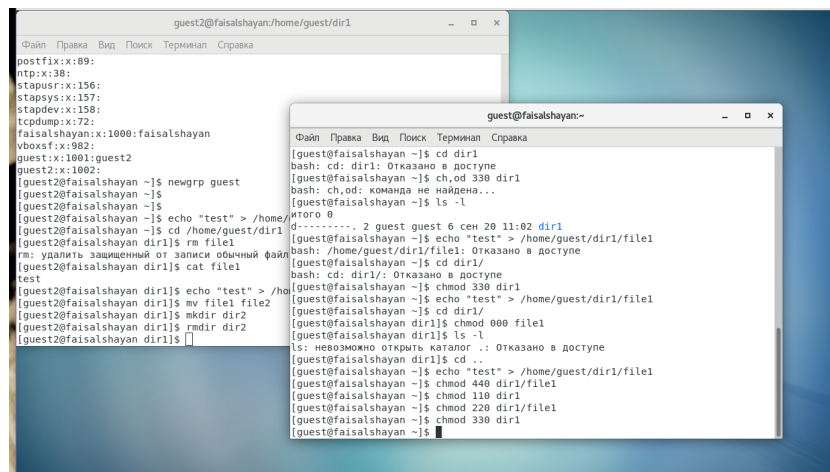 guest2@faisalshayan:/home/guest/dir1
Файл Правка Вид Поиск Терминал Справка
postfix:x:89:
ntp:x:38:
stapusr:x:156:
stapsys:x:157:
stapdev:x:158:
tcpdump:x:72:
faisalshayan:x:1000:faisalshayan
vboxsf:x:982:
guest:x:1001:guest2
guest2:x:1002:
[guest2@faisalshayan ~]$ newgrp guest
[guest2@faisalshayan ~]$
[guest2@faisalshayan ~]$
[guest2@faisalshayan ~]$ echo "test" > /home/
[guest2@faisalshayan ~]$ cd /home/guest/dir1
[guest2@faisalshayan dir1]$ rm file1
rm: удалить защищенный от записи обычный файл
[guest2@faisalshayan dir1]$ cat file1
test
[guest2@faisalshayan dir1]$ echo "test" > /ho
[guest2@faisalshayan dir1]$ mv file1 file2
[guest2@faisalshayan dir1]$ mkdir dir2
[guest2@faisalshayan dir1]$ rmdir dir2
[guest2@faisalshayan dir1]$
guest@faisalshayan:~
Файл Правка Вид Поиск Терминал Справка
[guest@faisalshayan ~]$ cd dir1
bash: cd: dir1: Отказано в доступе
[guest@faisalshayan ~]$ ch,od 330 dir1
bash: ch,od: команда не найдена...
[guest@faisalshayan ~]$ ls -l
итого 0
d---------. 2 guest guest 6 сен 20 11:02 dir1
[guest@faisalshayan ~]$ echo "test" > /home/guest/dir1/file1
bash: /home/guest/dir1/file1: Отказано в доступе
[guest@faisalshayan ~]$ cd dir1/
bash: cd: dir1/: Отказано в доступе
[guest@faisalshayan ~]$ chmod 330 dir1
[guest@faisalshayan ~]$ echo "test" > /home/guest/dir1/file1
[guest@faisalshayan ~]$ cd dir1/
[guest@faisalshayan dir1]$ chmod 000 file1
[guest@faisalshayan dir1]$ ls -l
ls: невозможно открыть каталог .: Отказано в доступе
[guest@faisalshayan dir1]$ cd ..
[guest@faisalshayan ~]$ echo "test" > /home/guest/dir1/file1
[guest@faisalshayan ~]$ chmod 440 dir1/file1
[guest@faisalshayan ~]$ chmod 110 dir1
[guest@faisalshayan ~]$ chmod 220 dir1/file1
[guest@faisalshayan ~]$ chmod 330 dir1
[guest@faisalshayan ~]$